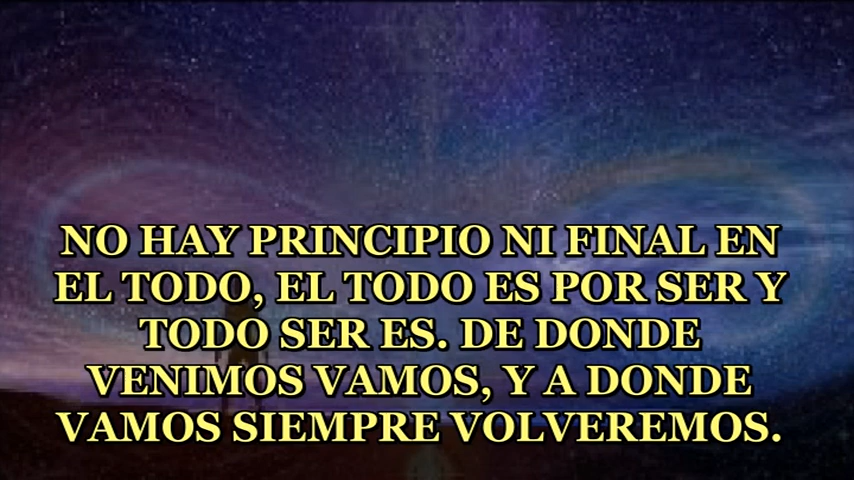 NO HAY PRINCIPIO NI FINAL EN
EL TODO, EL TODO ES POR SER Y
TODO SER ES. DE DONDE
VENIMOS VAMOS, Y A DONDE
VAMOS SIEMPRE VOLVEREMOS.